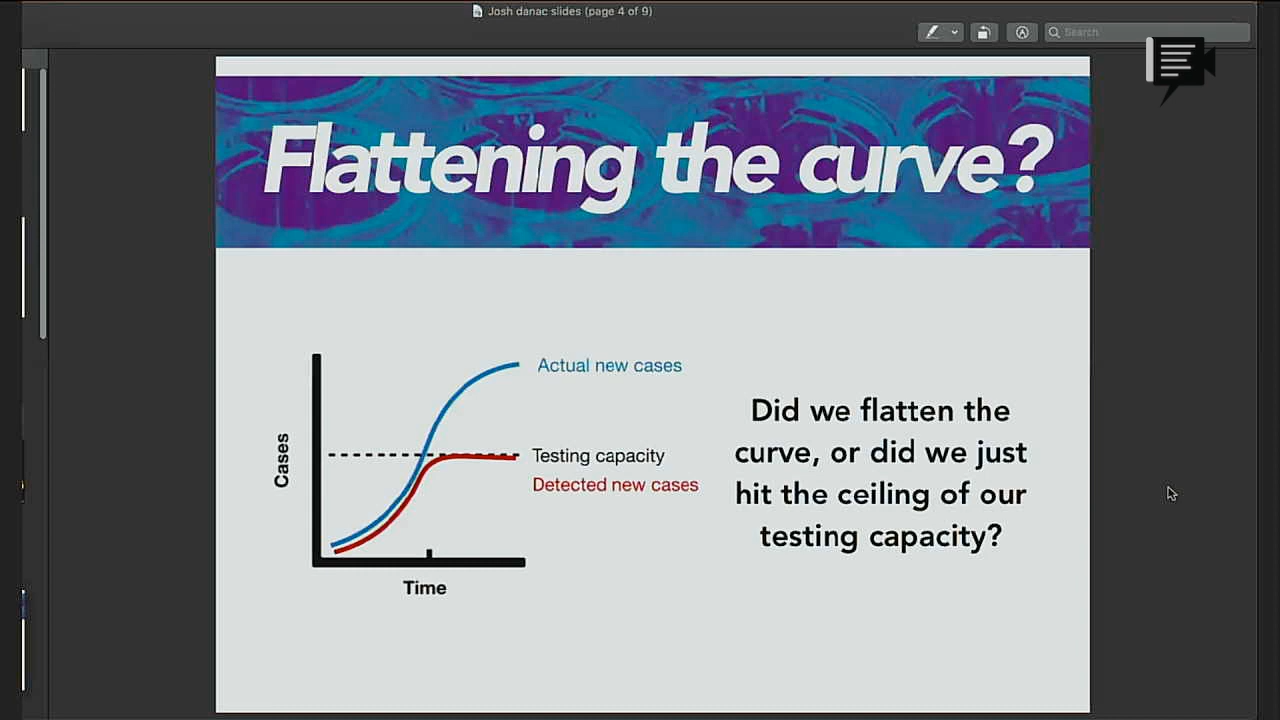 Josh danac slides (page 4 of 9)
Search
Flattening the curve?
Actual new cases
Testing capacity
Detected new cases
Cases
Time
Did we flatten the
curve, or did we just
hit the ceiling of our
testing capacity?